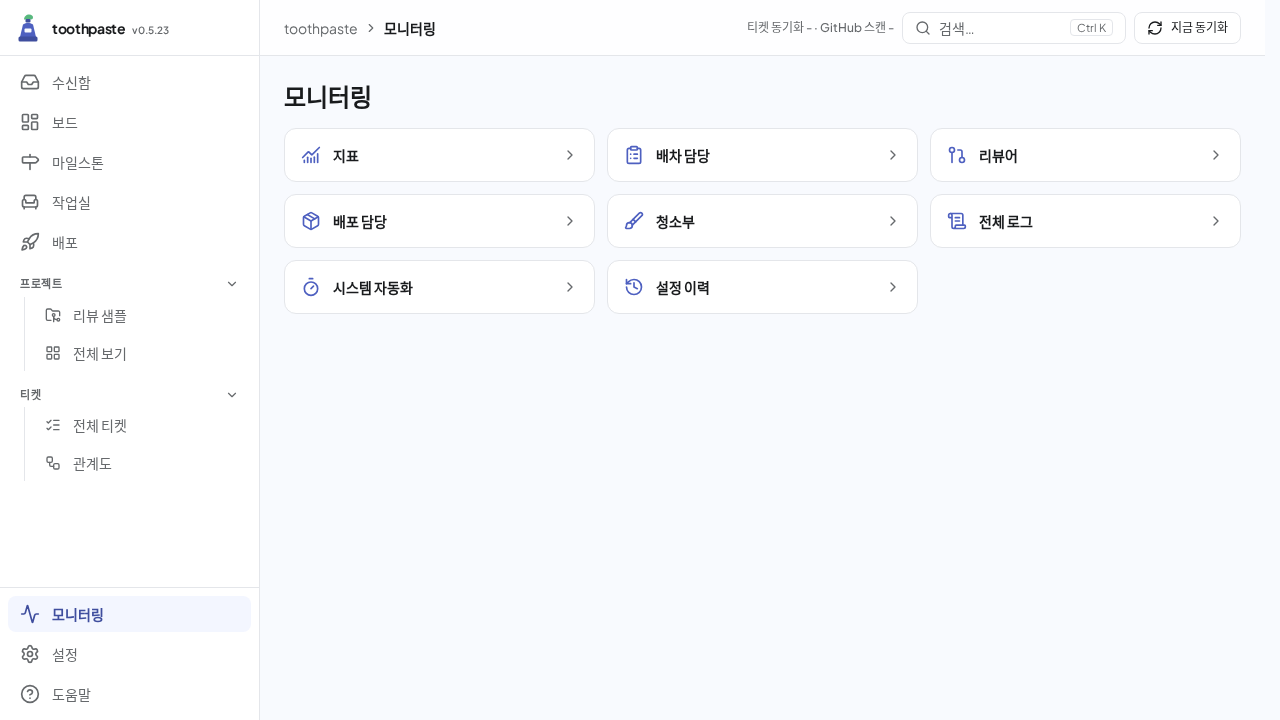 toothpaste v0.5.23
toothpaste > 모니터링
티켓 동기화 - · GitHub 스캔 -
검색... Ctrl K
지금 동기화
수신함
보드
마일스톤
작업실
배포
프로젝트
리뷰 샘플
전체 보기
티켓
전체 티켓
관계도
모니터링
설정
도움말
모니터링
지표
배차 담당
리뷰어
배포 담당
청소부
전체 로그
시스템 자동화
설정 이력